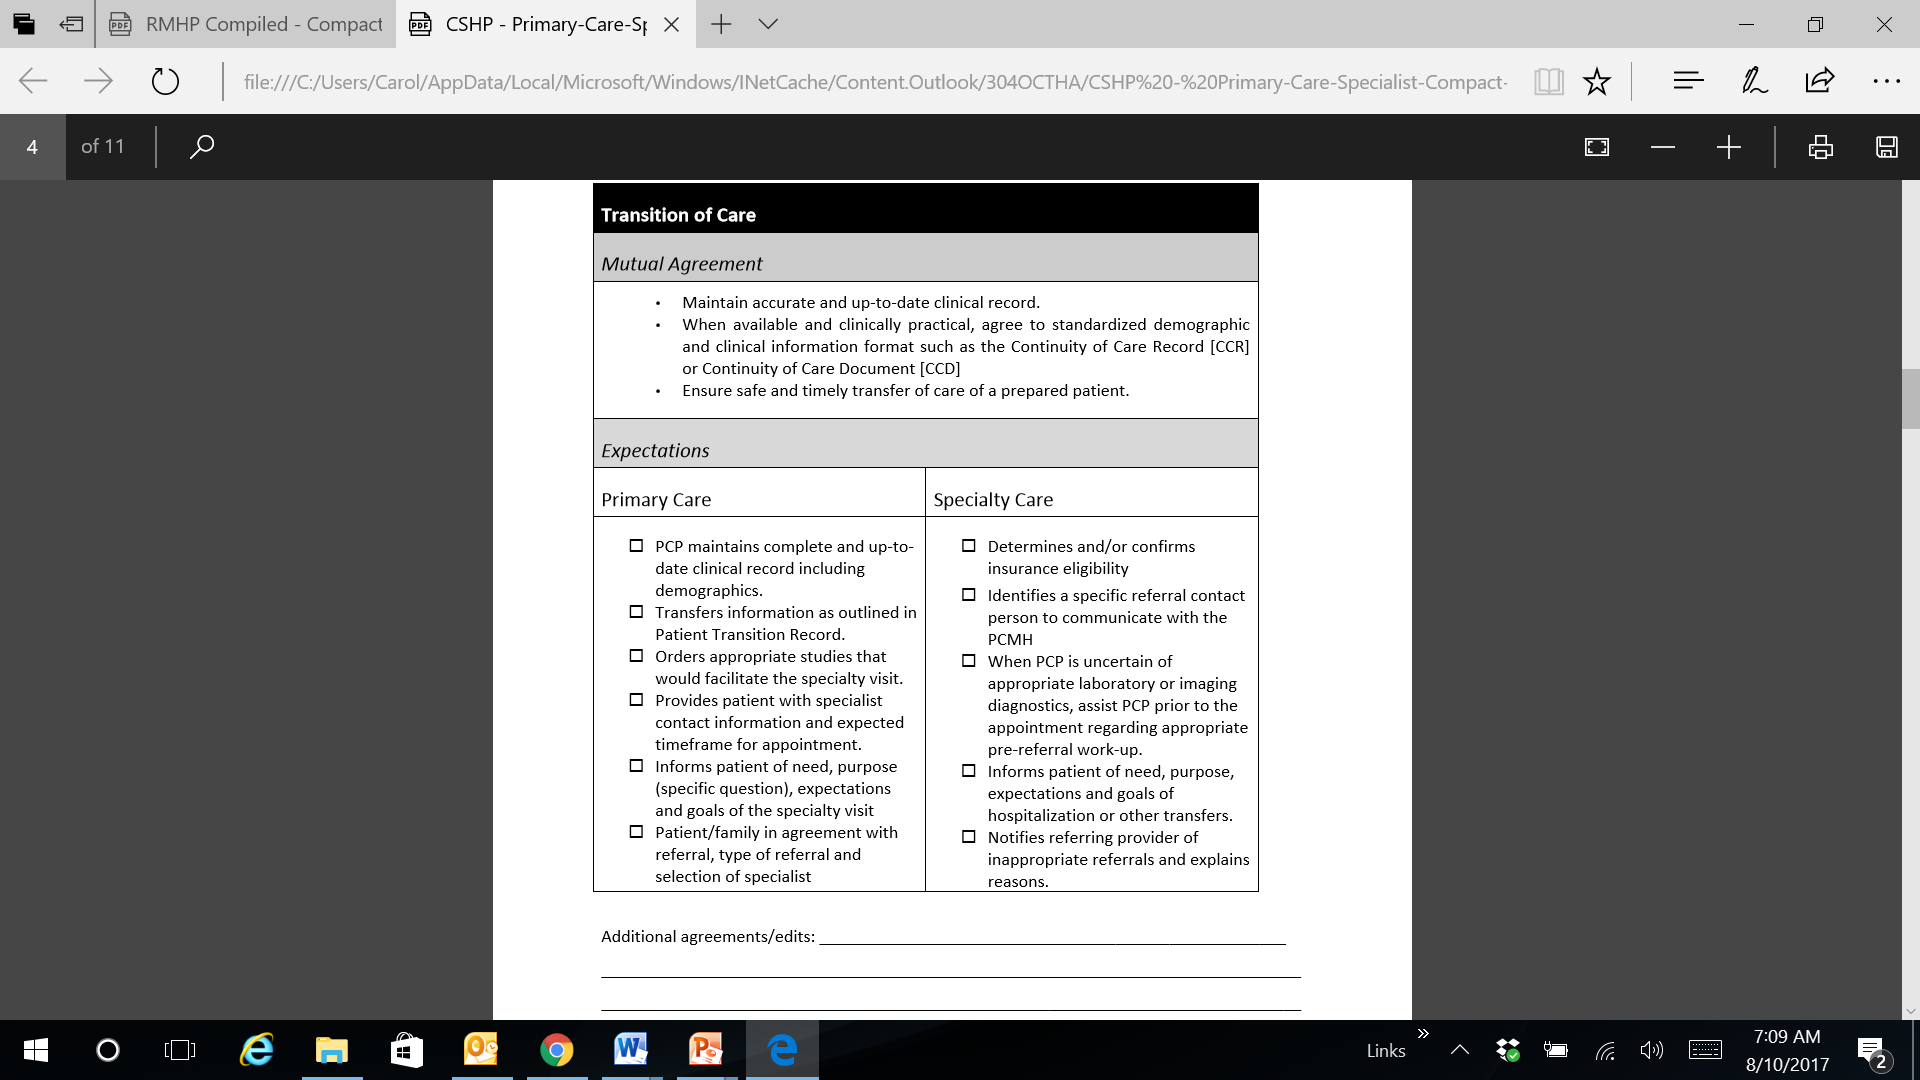 RMHP Compiled - Compact
CSHP - Primary-Care-Sp
file:///C:/Users/Carol/AppData/Local/Microsoft/Windows/INetCache/Content.Outlook/304OCTHA/CSHP%20-%20Primary-Care-Specialist-Compact-
4 of 11
Transition of Care
Mutual Agreement
• Maintain accurate and up-to-date clinical record.
• When available and clinically practical, agree to standardized demographic
and clinical information format such as the Continuity of Care Record [CCR]
or Continuity of Care Document [CCD]
• Ensure safe and timely transfer of care of a prepared patient.
Expectations
Primary Care
☐ PCP maintains complete and up-to-
date clinical record including
demographics.
☐ Transfers information as outlined in
Patient Transition Record.
☐ Orders appropriate studies that
would facilitate the specialty visit.
☐ Provides patient with specialist
contact information and expected
timeframe for appointment.
☐ Informs patient of need, purpose
(specific question), expectations
and goals of the specialty visit
☐ Patient/family in agreement with
referral, type of referral and
selection of specialist
Specialty Care
☐ Determines and/or confirms
insurance eligibility
☐ Identifies a specific referral contact
person to communicate with the
PCMH
☐ When PCP is uncertain of
appropriate laboratory or imaging
diagnostics, assist PCP prior to the
appointment regarding appropriate
pre-referral work-up.
☐ Informs patient of need, purpose,
expectations and goals of
hospitalization or other transfers.
☐ Notifies referring provider of
inappropriate referrals and explains
reasons.
Additional agreements/edits:
Links
7:09 AM
8/10/2017
2